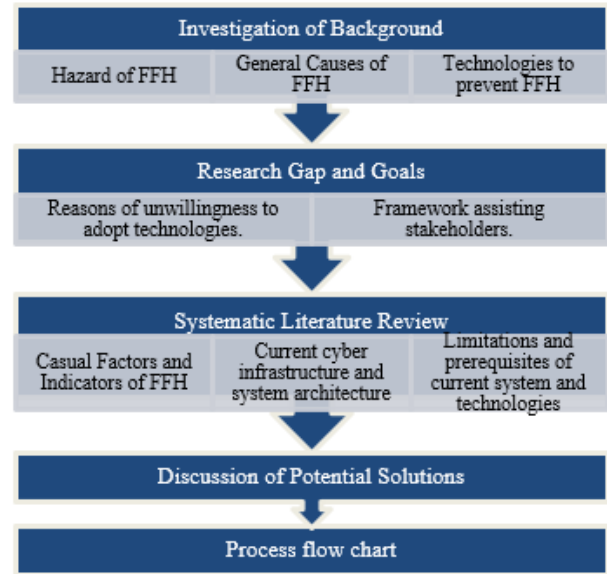 Investigation of Background
Hazard of FFH
General Causes of
FFH
Technologies to
prevent FFH
Research Gap and Goals
Reasons of unwillingness to
adopt technologies.
Framework assisting
stakeholders.
Systematic Literature Review
Casual Factors and
Indicators of FFH
Current cyber
infrastructure and
system architecture
Limitations and
prerequisites of
current system and
technologies
Discussion of Potential Solutions
Process flow chart